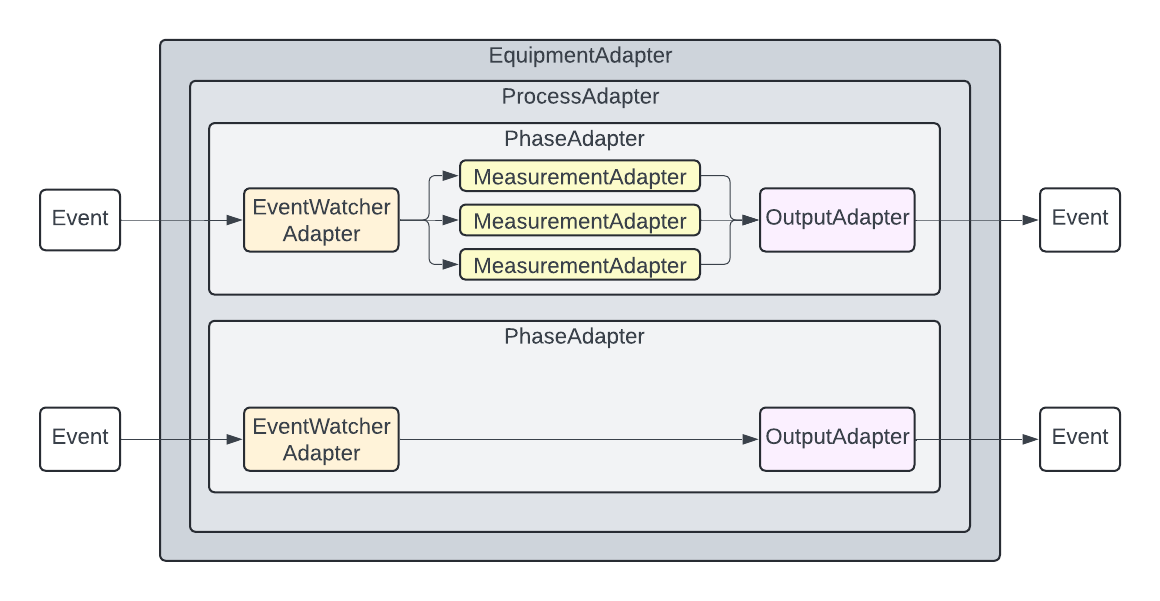 EquipmentAdapter
ProcessAdapter
PhaseAdapter
Event
EventWatcher
Adapter
MeasurementAdapter
MeasurementAdapter
MeasurementAdapter
OutputAdapter
Event
PhaseAdapter
Event
EventWatcher
Adapter
OutputAdapter
Event